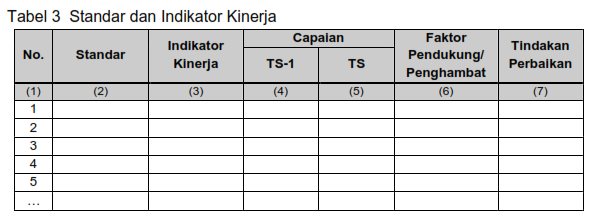 Tabel 3 Standar dan Indikator Kinerja
No. Standar Indikator Kinerja Capaian Faktor Pendukung/ Penghambat Tindakan Perbaikan
TS-1 TS
(1) (2) (3) (4) (5) (6) (7)
1
2
3
4
5
...